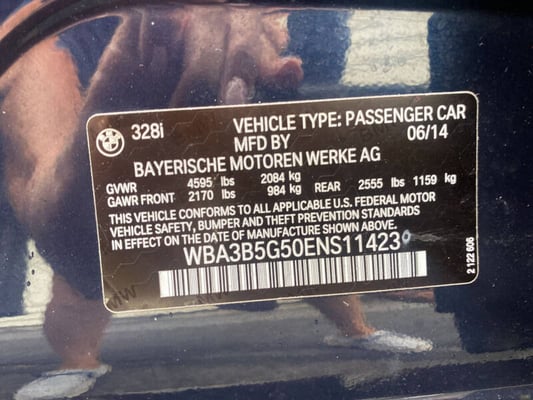 328i VEHICLE TYPE: PASSENGER CAR
MFD BY 06/14
BAYERISCHE MOTOREN WERKE AG
GVWR 4595 lbs 2084 kg
GAWR FRONT 2170 lbs 984 kg REAR 2555 lbs 1159 kg
THIS VEHICLE CONFORMS TO ALL APPLICABLE U.S. FEDERAL MOTOR
VEHICLE SAFETY, BUMPER AND THEFT PREVENTION STANDARDS
IN EFFECT ON THE DATE OF MANUFACTURE SHOWN ABOVE
WBA3B5G50ENS11423
2 122 606